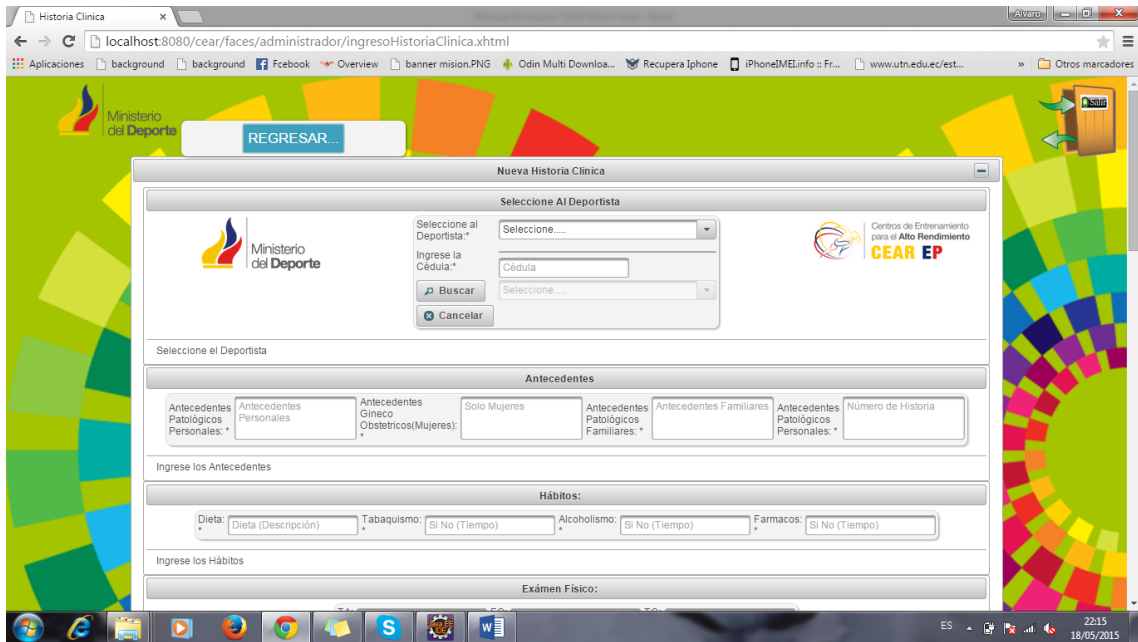 Historia Clinica
Alvaro
localhost:8080/cear/faces/administrador/ingresoHistoriaClinica.xhtml
Aplicaciones background background Fcebook Overview banner mision.PNG Odin Multi Downloa... Recupera Iphone iPhoneIMEI.info :: Fr... www.utn.edu.ec/est... » Otros marcadores
Ministerio
del Deporte
REGRESAR...
Salir
Nueva Historia Clinica
Seleccione Al Deportista
Ministerio
del Deporte
Seleccione al
Deportista:*
Seleccione.....
Ingrese la
Cédula:*
Cédula
Buscar
Seleccione.....
Cancelar
Centros de Entrenamiento
para el Alto Rendimiento
CEAR EP
Seleccione el Deportista
Antecedentes
Antecedentes
Patológicos
Personales: *
Antecedentes
Personales
Antecedentes
Gineco
Obstetricos(Mujeres):
*
Solo Mujeres
Antecedentes
Patológicos
Familiares: *
Antecedentes Familiares
Antecedentes
Patológicos
Personales: *
Número de Historia
Ingrese los Antecedentes
Hábitos:
Dieta:
*
Dieta (Descripción)
Tabaquismo:
*
Si No (Tiempo)
Alcoholismo:
*
Si No (Tiempo)
Farmacos:
*
Si No (Tiempo)
Ingrese los Hábitos
Exámen Físico:
ES
22:15
18/05/2015